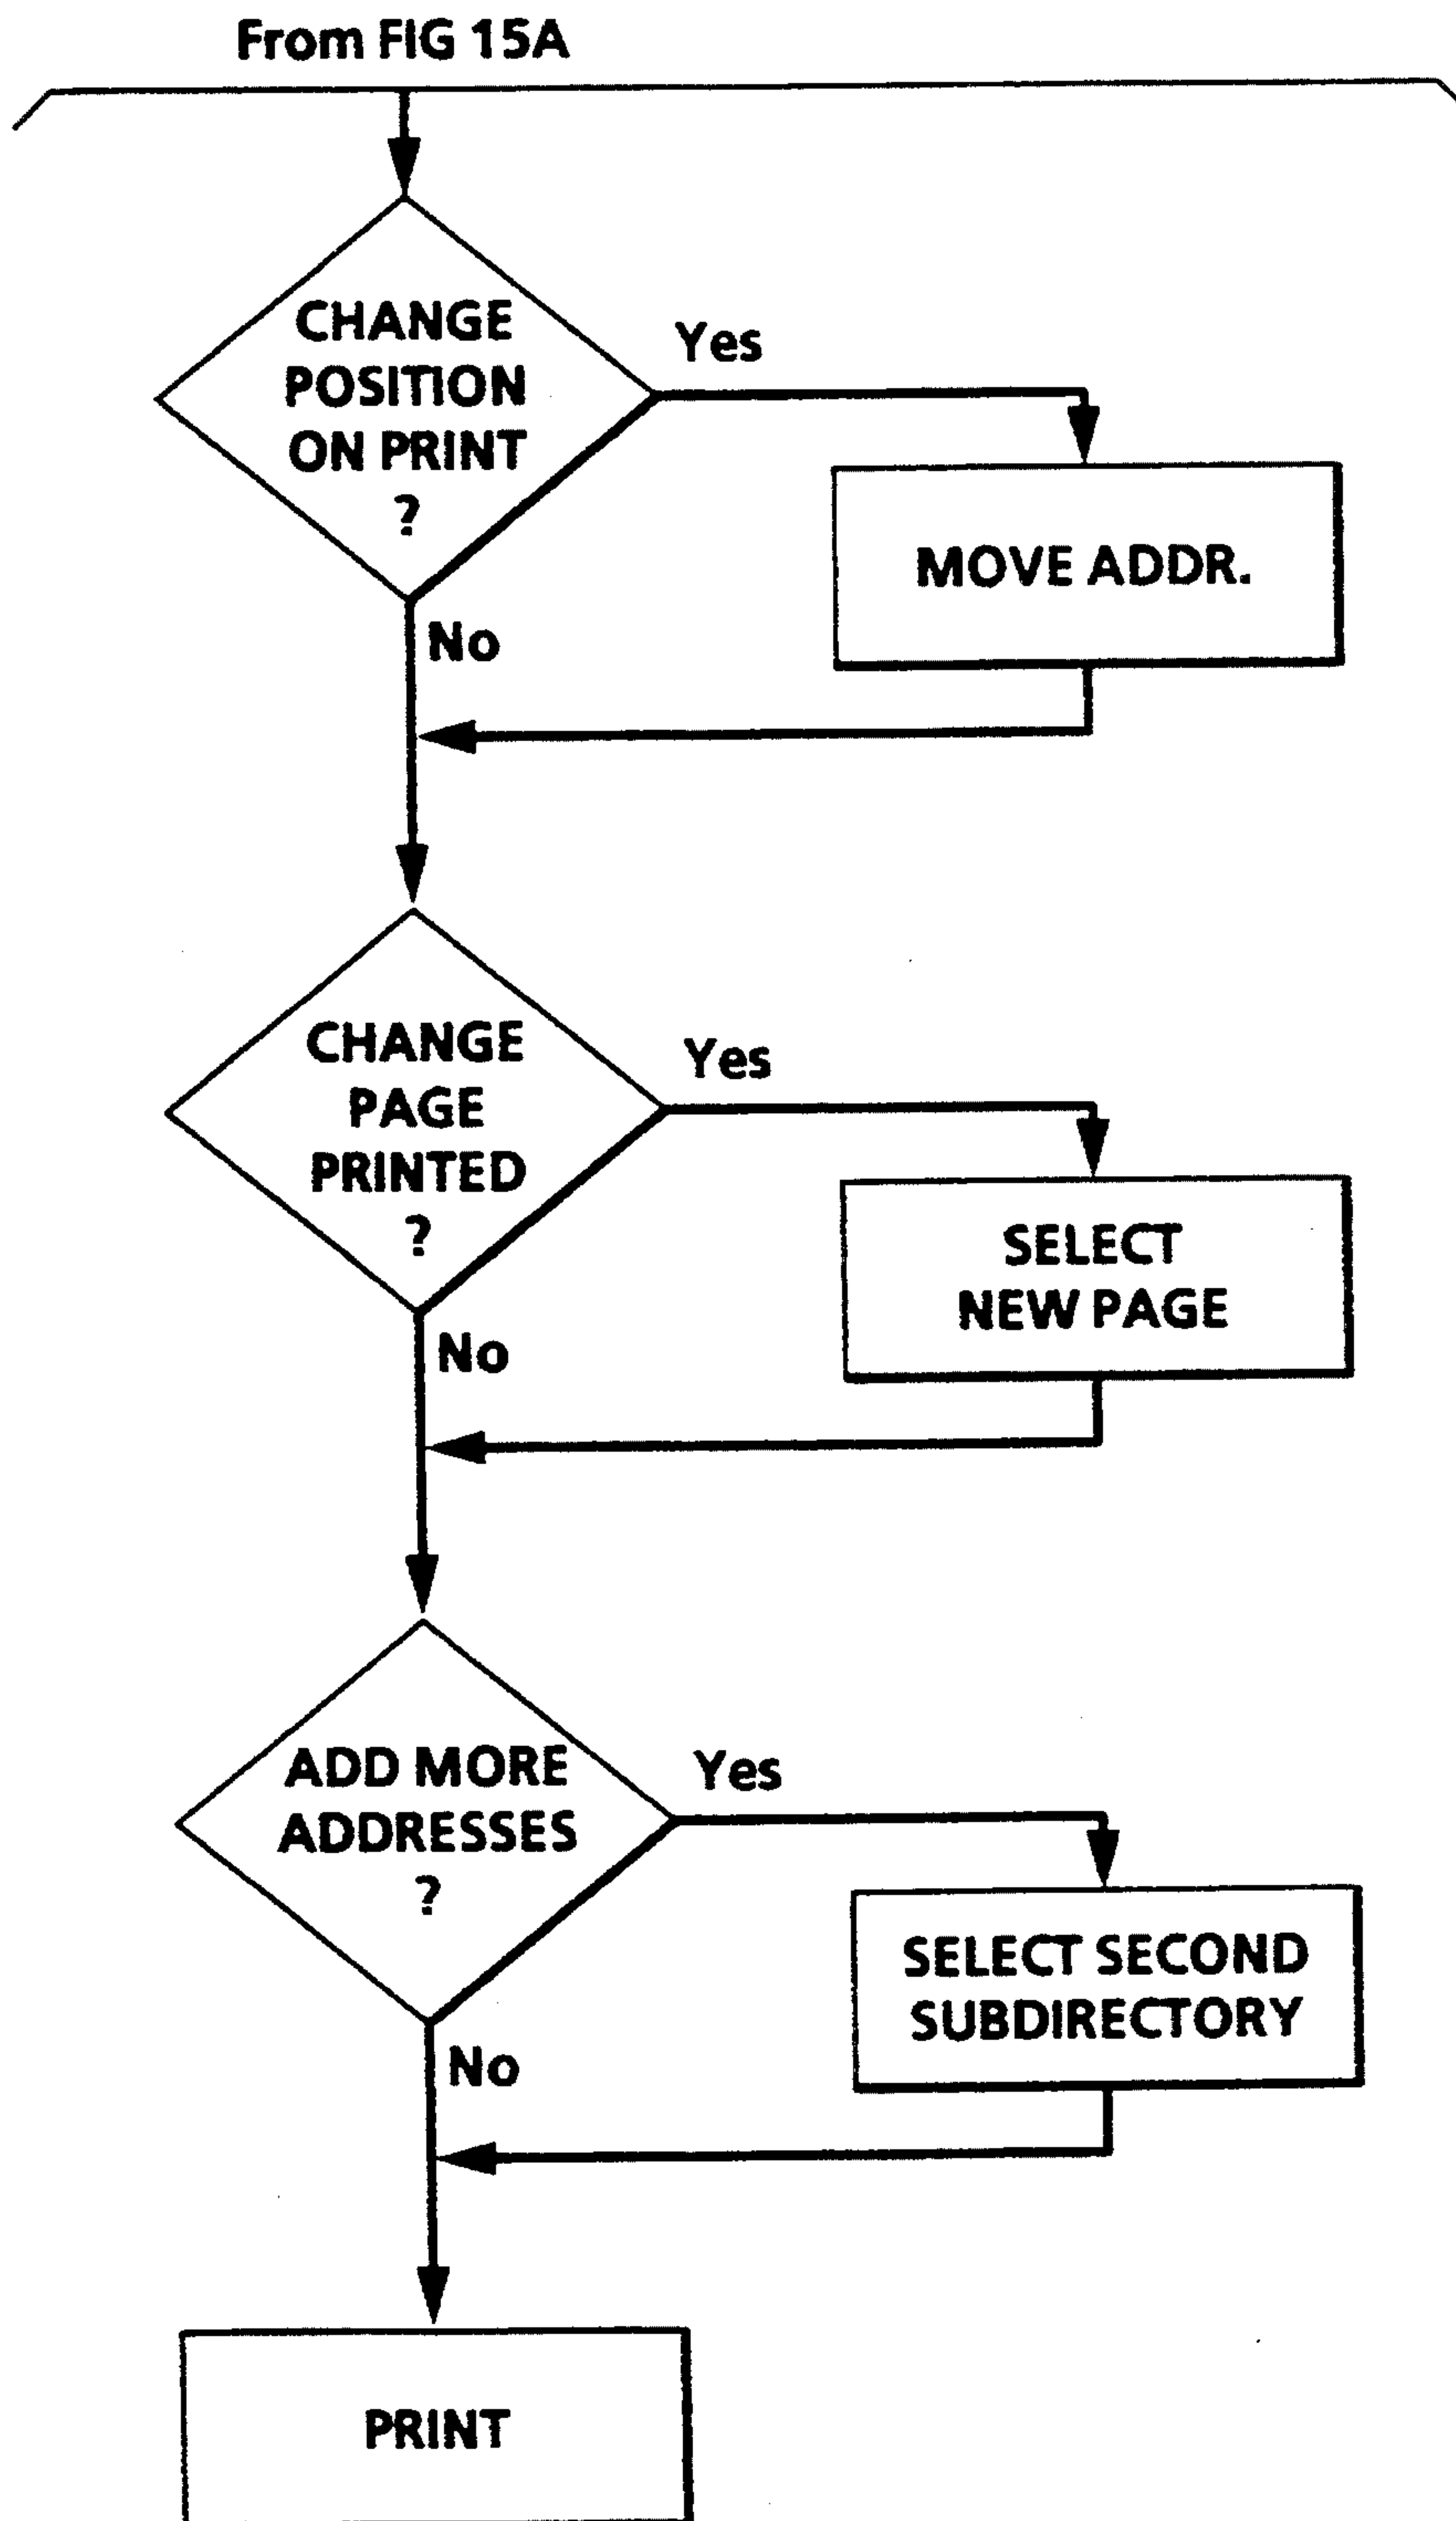 From FIG 15A
CHANGE
POSITION
ON PRINT
?
Yes
MOVE ADDR.
No
CHANGE
PAGE
PRINTED
?
Yes
SELECT
NEW PAGE
No
ADD MORE
ADDRESSES
?
Yes
SELECT SECOND
SUBDIRECTORY
No
PRINT